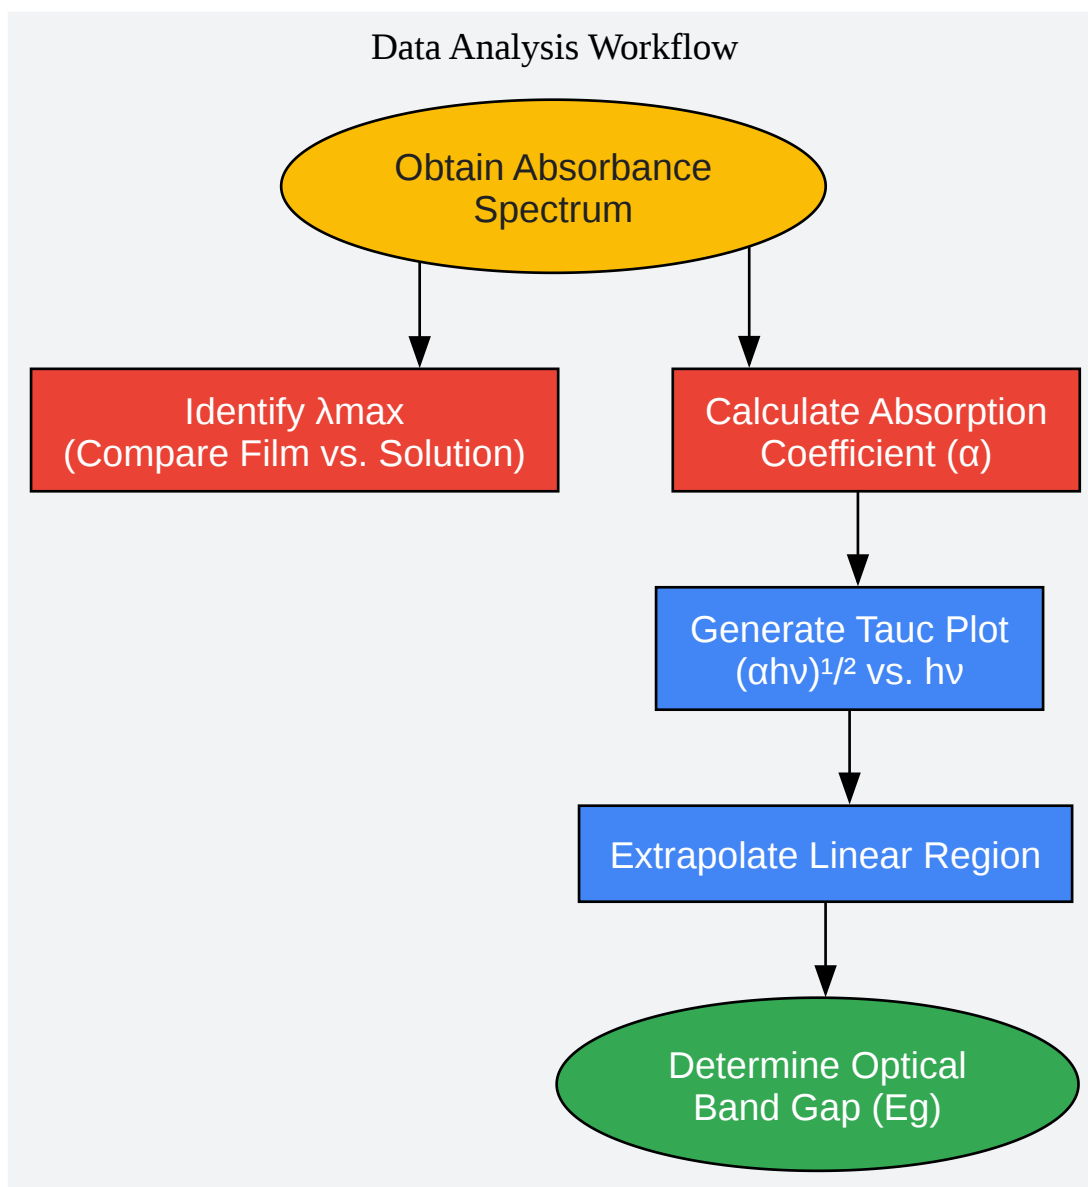 Data Analysis Workflow
Obtain Absorbance
Spectrum
Identify λmax
(Compare Film vs. Solution)
Calculate Absorption
Coefficient (α)
Generate Tauc Plot
(αhν)¹/² vs. hν
Extrapolate Linear Region
Determine Optical
Band Gap (Eg)